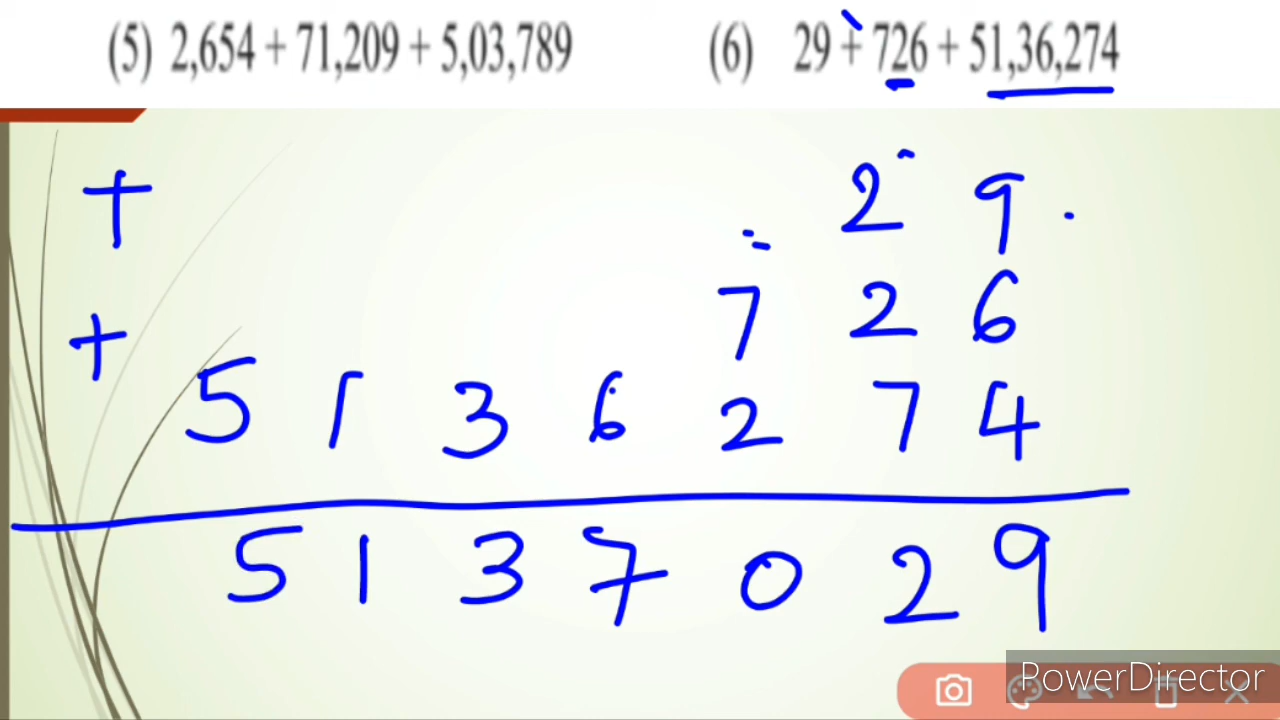 (5) 2,654 + 71,209 + 5,03,789 (6) 29 + 726 + 51,36,274
+ 2 9
+ 7 2 6
5 1 3 6 2 7 4
5 1 3 7 0 2 9
PowerDirector